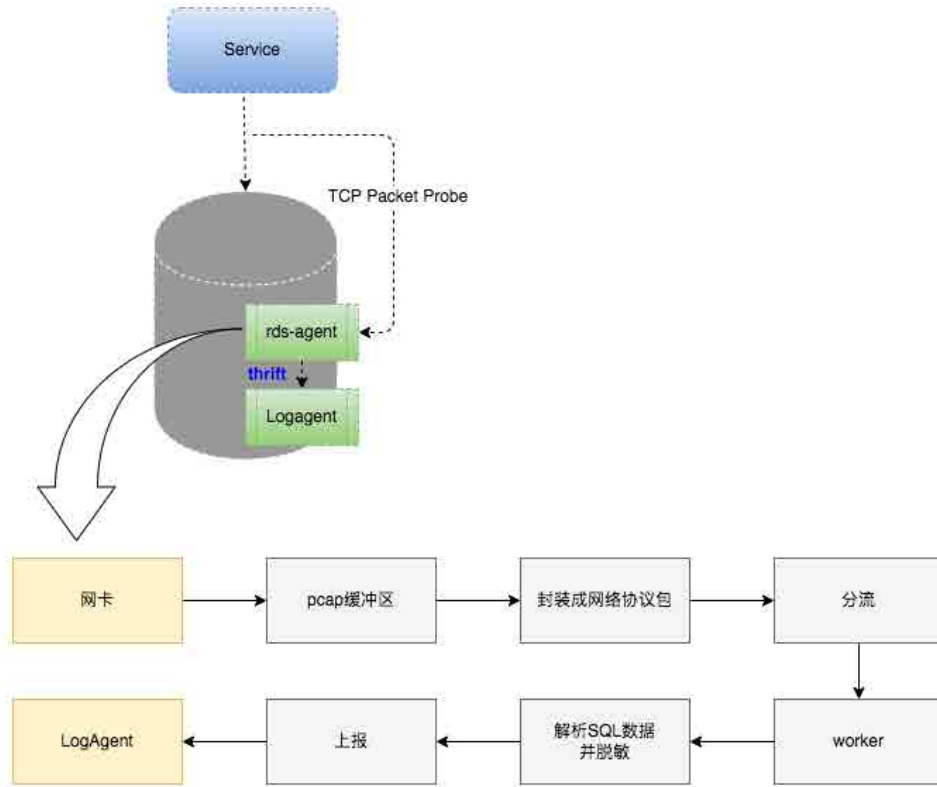 Service
TCP Packet Probe
rds-agent
thrift
Logagent
网卡
pcap缓冲区
封装成网络协议包
分流
LogAgent
上报
解析SQL数据
并脱敏
worker